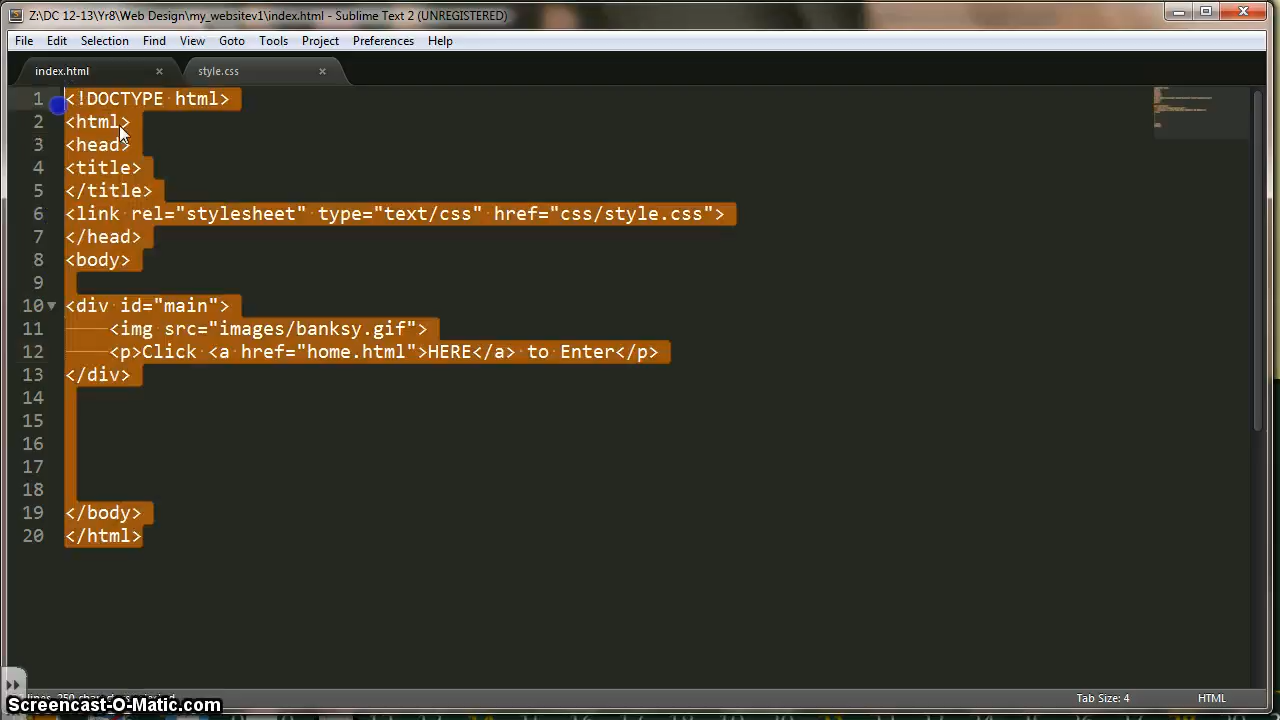 Z:\DC 12-13\Yr8\Web Design\my_websitev1\index.html - Sublime Text 2 (UNREGISTERED)
File Edit Selection Find View Goto Tools Project Preferences Help
index.html × style.css ×
1 <!DOCTYPE html>
2 <html>
3 <head>
4 <title>
5 </title>
6 <link rel="stylesheet" type="text/css" href="css/style.css">
7 </head>
8 <body>
9
10 <div id="main">
11 <img src="images/banksy.gif">
12 <p>Click <a href="home.html">HERE</a> to Enter</p>
13 </div>
14
15
16
17
18
19 </body>
20 </html>
Tab Size: 4 HTML
Screencast-O-Matic.com